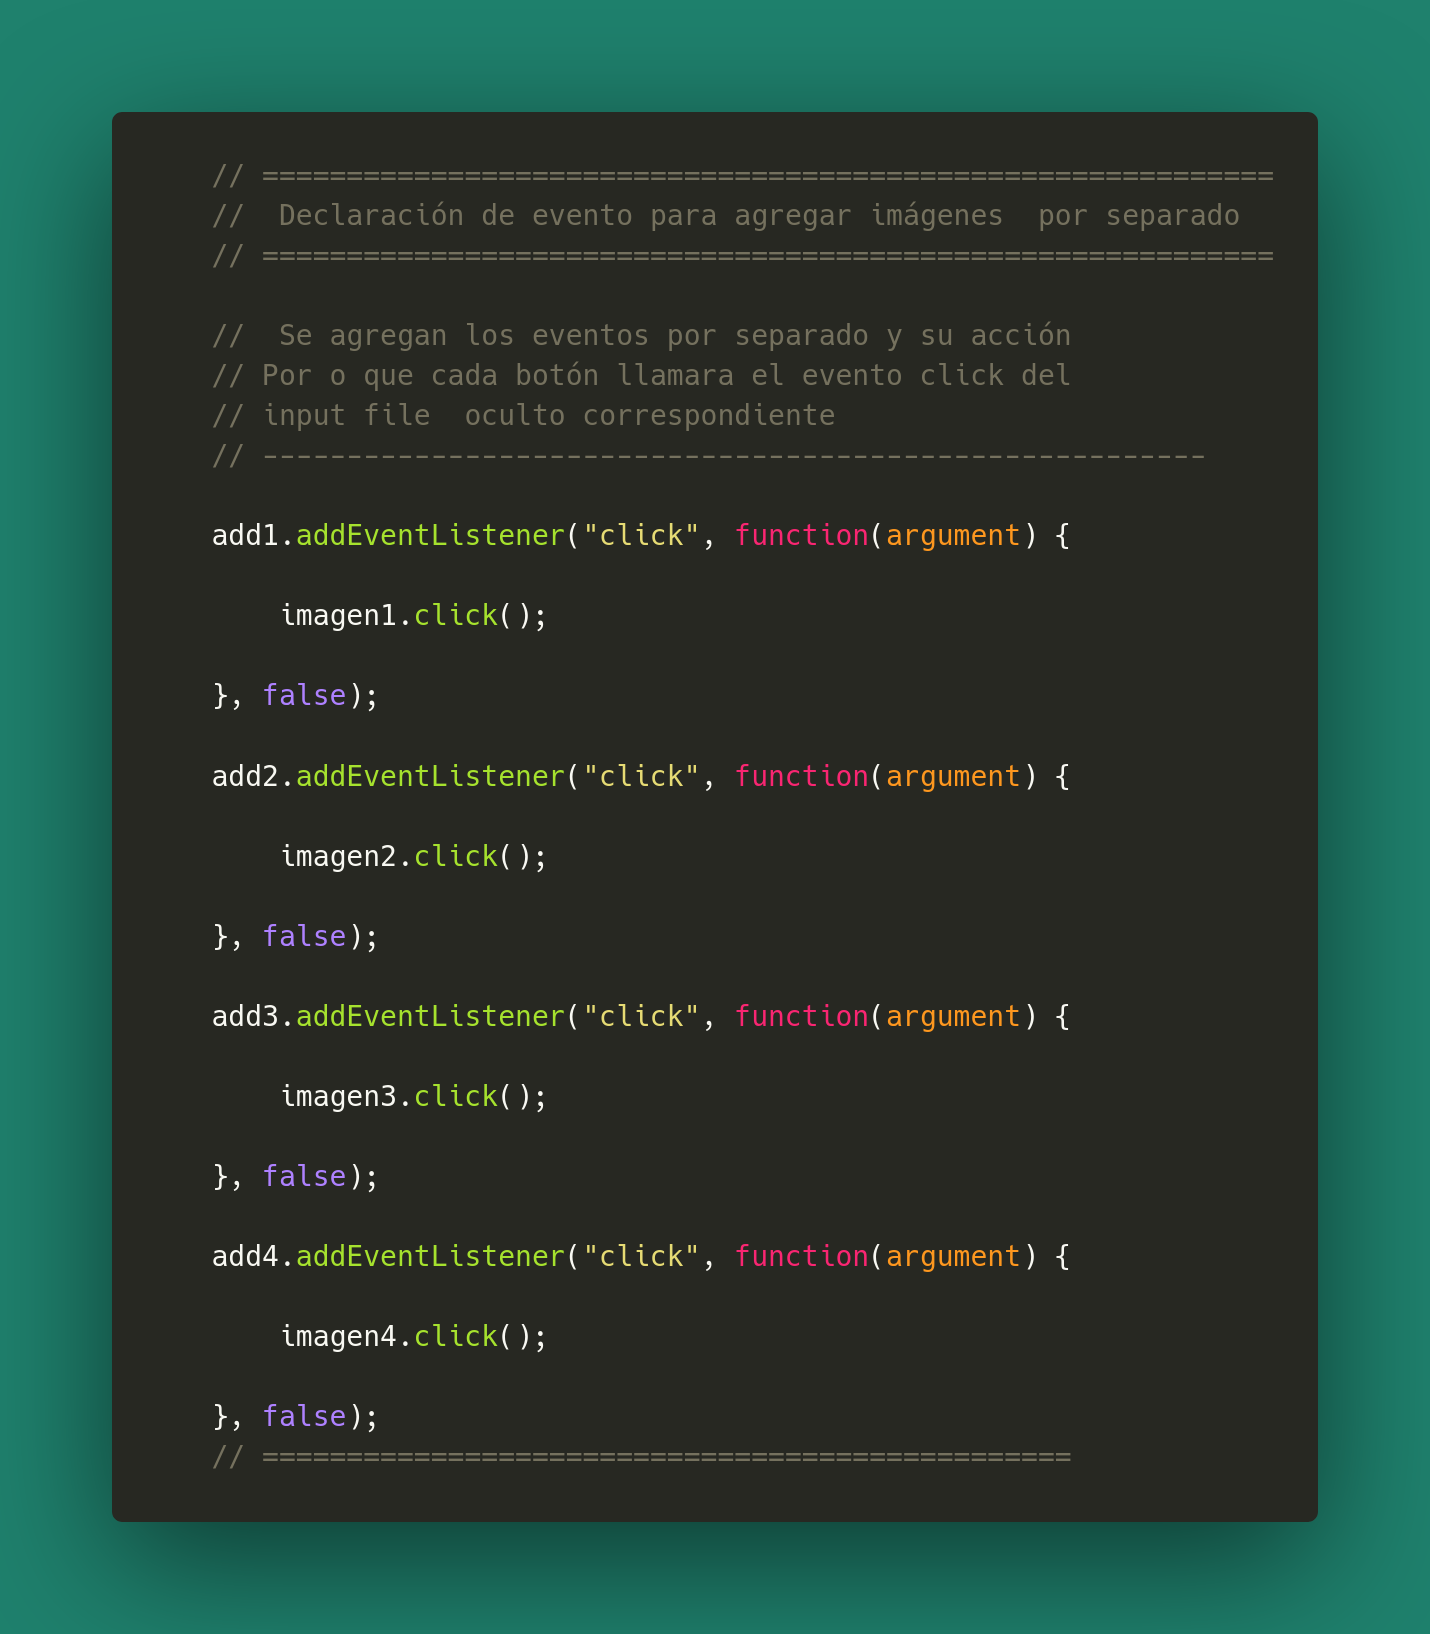 // ============================================================
//  Declaración de evento para agregar imágenes  por separado
// ============================================================
//  Se agregan los eventos por separado y su acción
// Por o que cada botón llamara el evento click del
// input file  oculto correspondiente
// --------------------------------------------------------
add1.addEventListener("click", function(argument) {
    imagen1.click();
}, false);
add2.addEventListener("click", function(argument) {
    imagen2.click();
}, false);
add3.addEventListener("click", function(argument) {
    imagen3.click();
}, false);
add4.addEventListener("click", function(argument) {
    imagen4.click();
}, false);
// ================================================